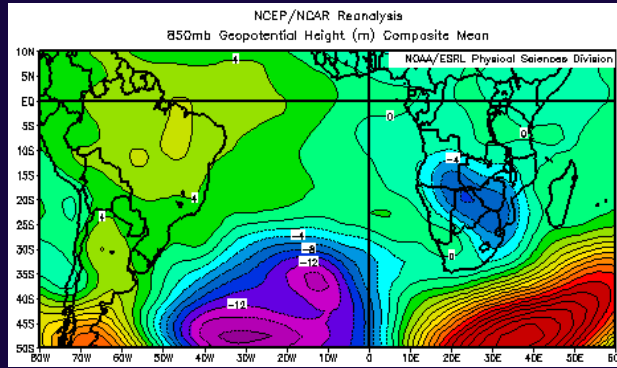 NCEP/NCAR Reanalysis
850mb Geopotential Height (m) Composite Mean
NOAA/ESRL Physical Sciences Division
10N
5N
EQ
5S
10S
15S
20S
25S
30S
35S
40S
45S
50S
80W 70W 60W 50W 40W 30W 20W 10W 0 10E 20E 30E 40E 50E
4
0
0
-4
4
4
-4
-8
-12
0
-12